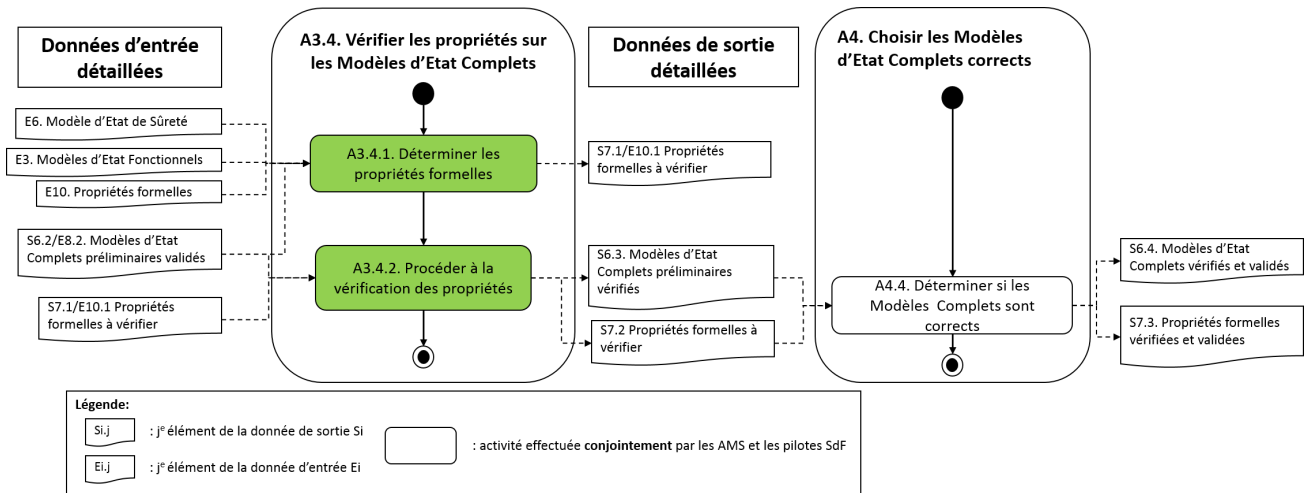 Données d'entrée
détaillées
A3.4. Vérifier les propriétés sur
les Modèles d'Etat Complets
Données de sortie
détaillées
A4. Choisir les Modèles
d'Etat Complets corrects
E6. Modèle d'Etat de Sûreté
E3. Modèles d'Etat Fonctionnels
E10. Propriétés formelles
S6.2/E8.2. Modèles d'Etat
Complets préliminaires validés
S7.1/E10.1 Propriétés
formelles à vérifier
A3.4.1. Déterminer les
propriétés formelles
A3.4.2. Procéder à la
vérification des propriétés
S7.1/E10.1 Propriétés
formelles à vérifier
S6.3. Modèles d'Etat
Complets préliminaires
vérifiés
S7.2 Propriétés formelles à
vérifier
A4.4. Déterminer si les
Modèles Complets sont
corrects
S6.4. Modèles d'Etat
Complets vérifiés et validés
S7.3. Propriétés formelles
vérifiées et validées
Légende:
Si.j : jᵉ élément de la donnée de sortie Si
Ei.j : jᵉ élément de la donnée d'entrée Ei
: activité effectuée conjointement par les AMS et les pilotes SdF